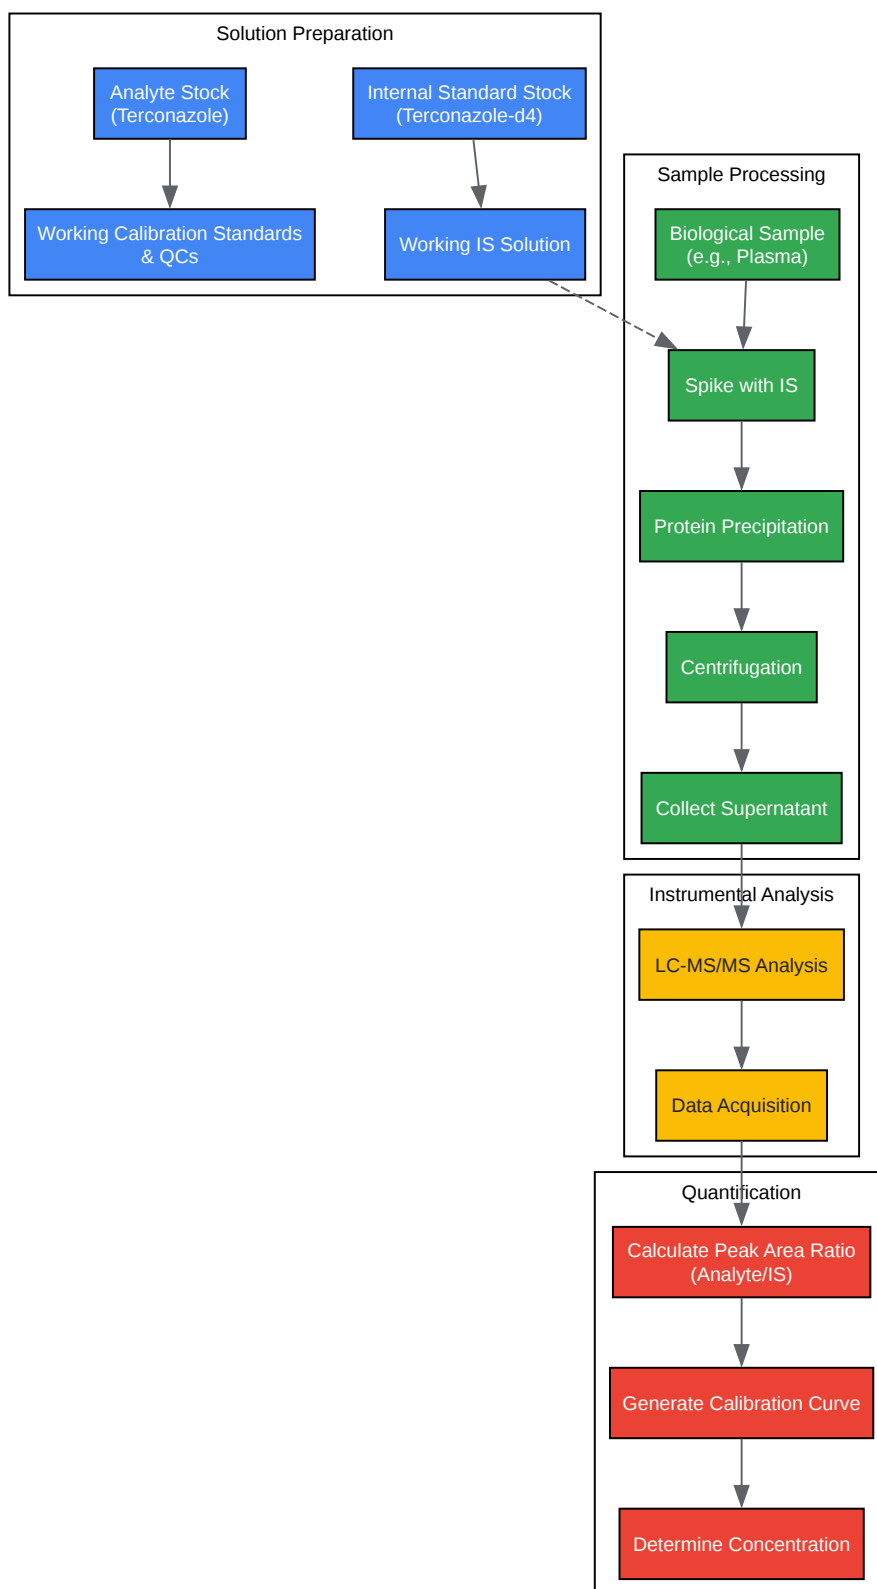 Solution Preparation
Analyte Stock
(Terconazole)
Internal Standard Stock
(Terconazole-d4)
Working Calibration Standards
& QCs
Working IS Solution
Sample Processing
Biological Sample
(e.g., Plasma)
Spike with IS
Protein Precipitation
Centrifugation
Collect Supernatant
Instrumental Analysis
LC-MS/MS Analysis
Data Acquisition
Quantification
Calculate Peak Area Ratio
(Analyte/IS)
Generate Calibration Curve
Determine Concentration